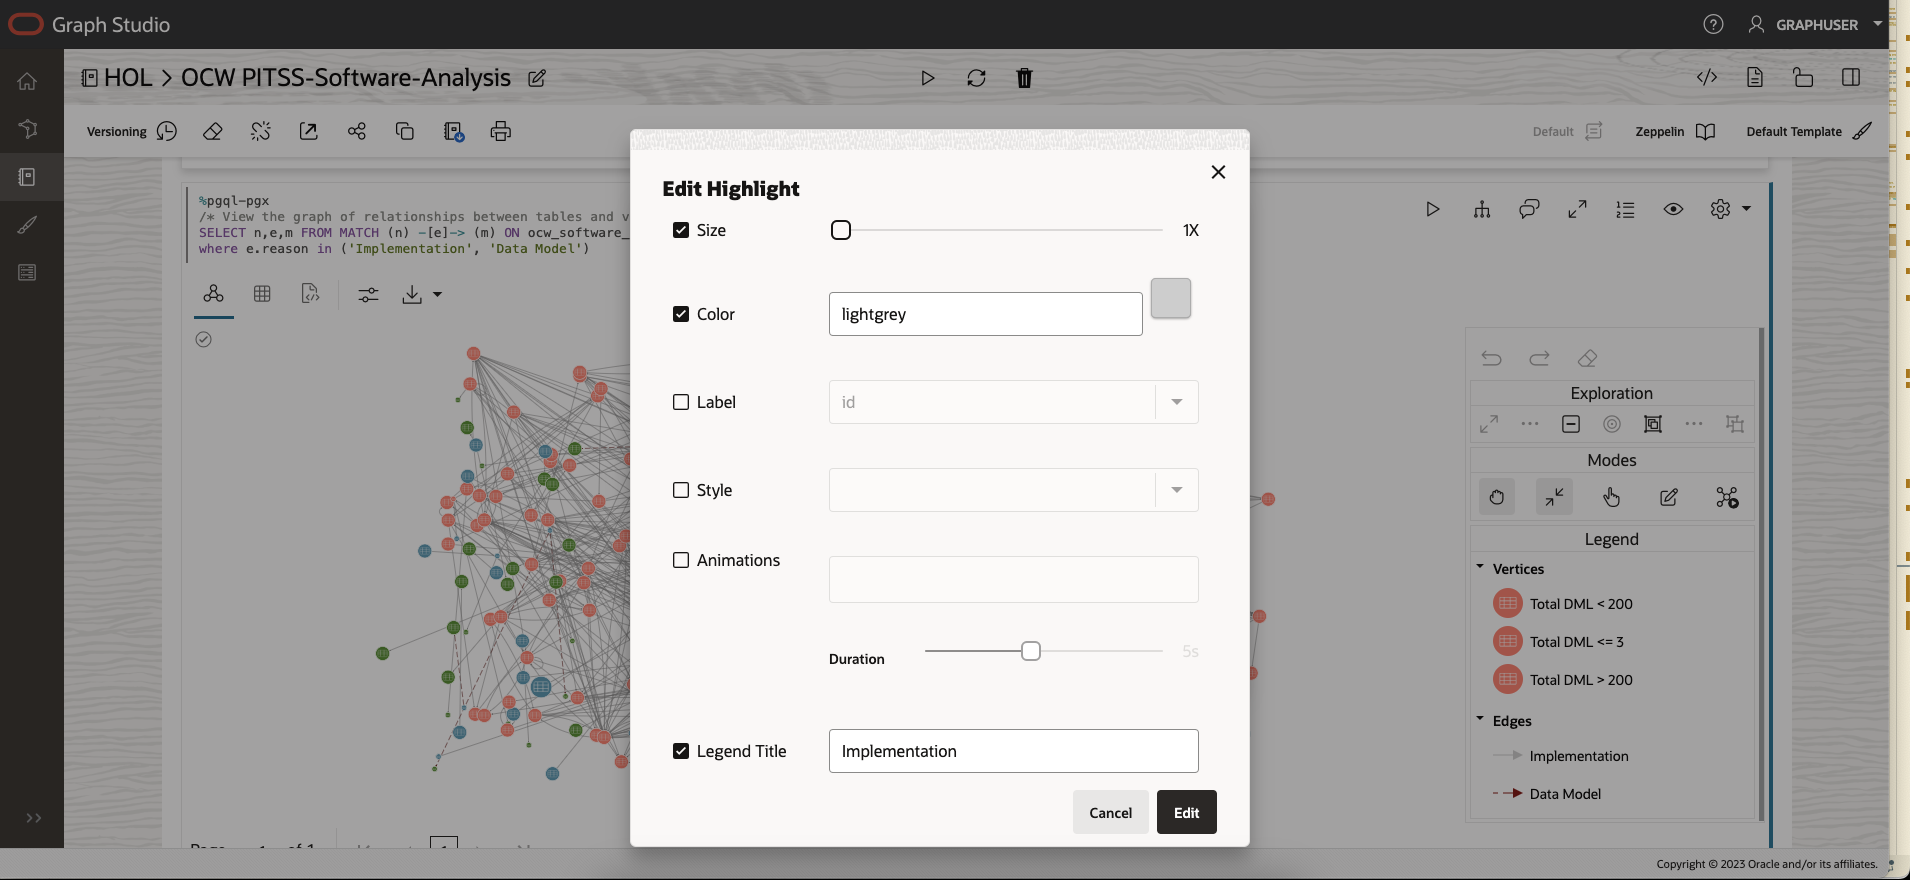 Graph Studio
GRAPHUSER
HOL > OCW PITSS-Software-Analysis
Versioning
Default
Zeppelin
Default Template
%pgql-pgx
/* View the graph of relationships between tables and v
SELECT n,e,m FROM MATCH (n) -[e]-> (m) ON ocw_software_
where e.reason in ('Implementation', 'Data Model')
Edit Highlight
Size
1X
Color
lightgrey
Label
id
Style
Animations
Duration
5s
Legend Title
Implementation
Cancel
Edit
Exploration
Modes
Legend
Vertices
Total DML < 200
Total DML <= 3
Total DML > 200
Edges
Implementation
Data Model
Copyright © 2023 Oracle and/or its affiliates.